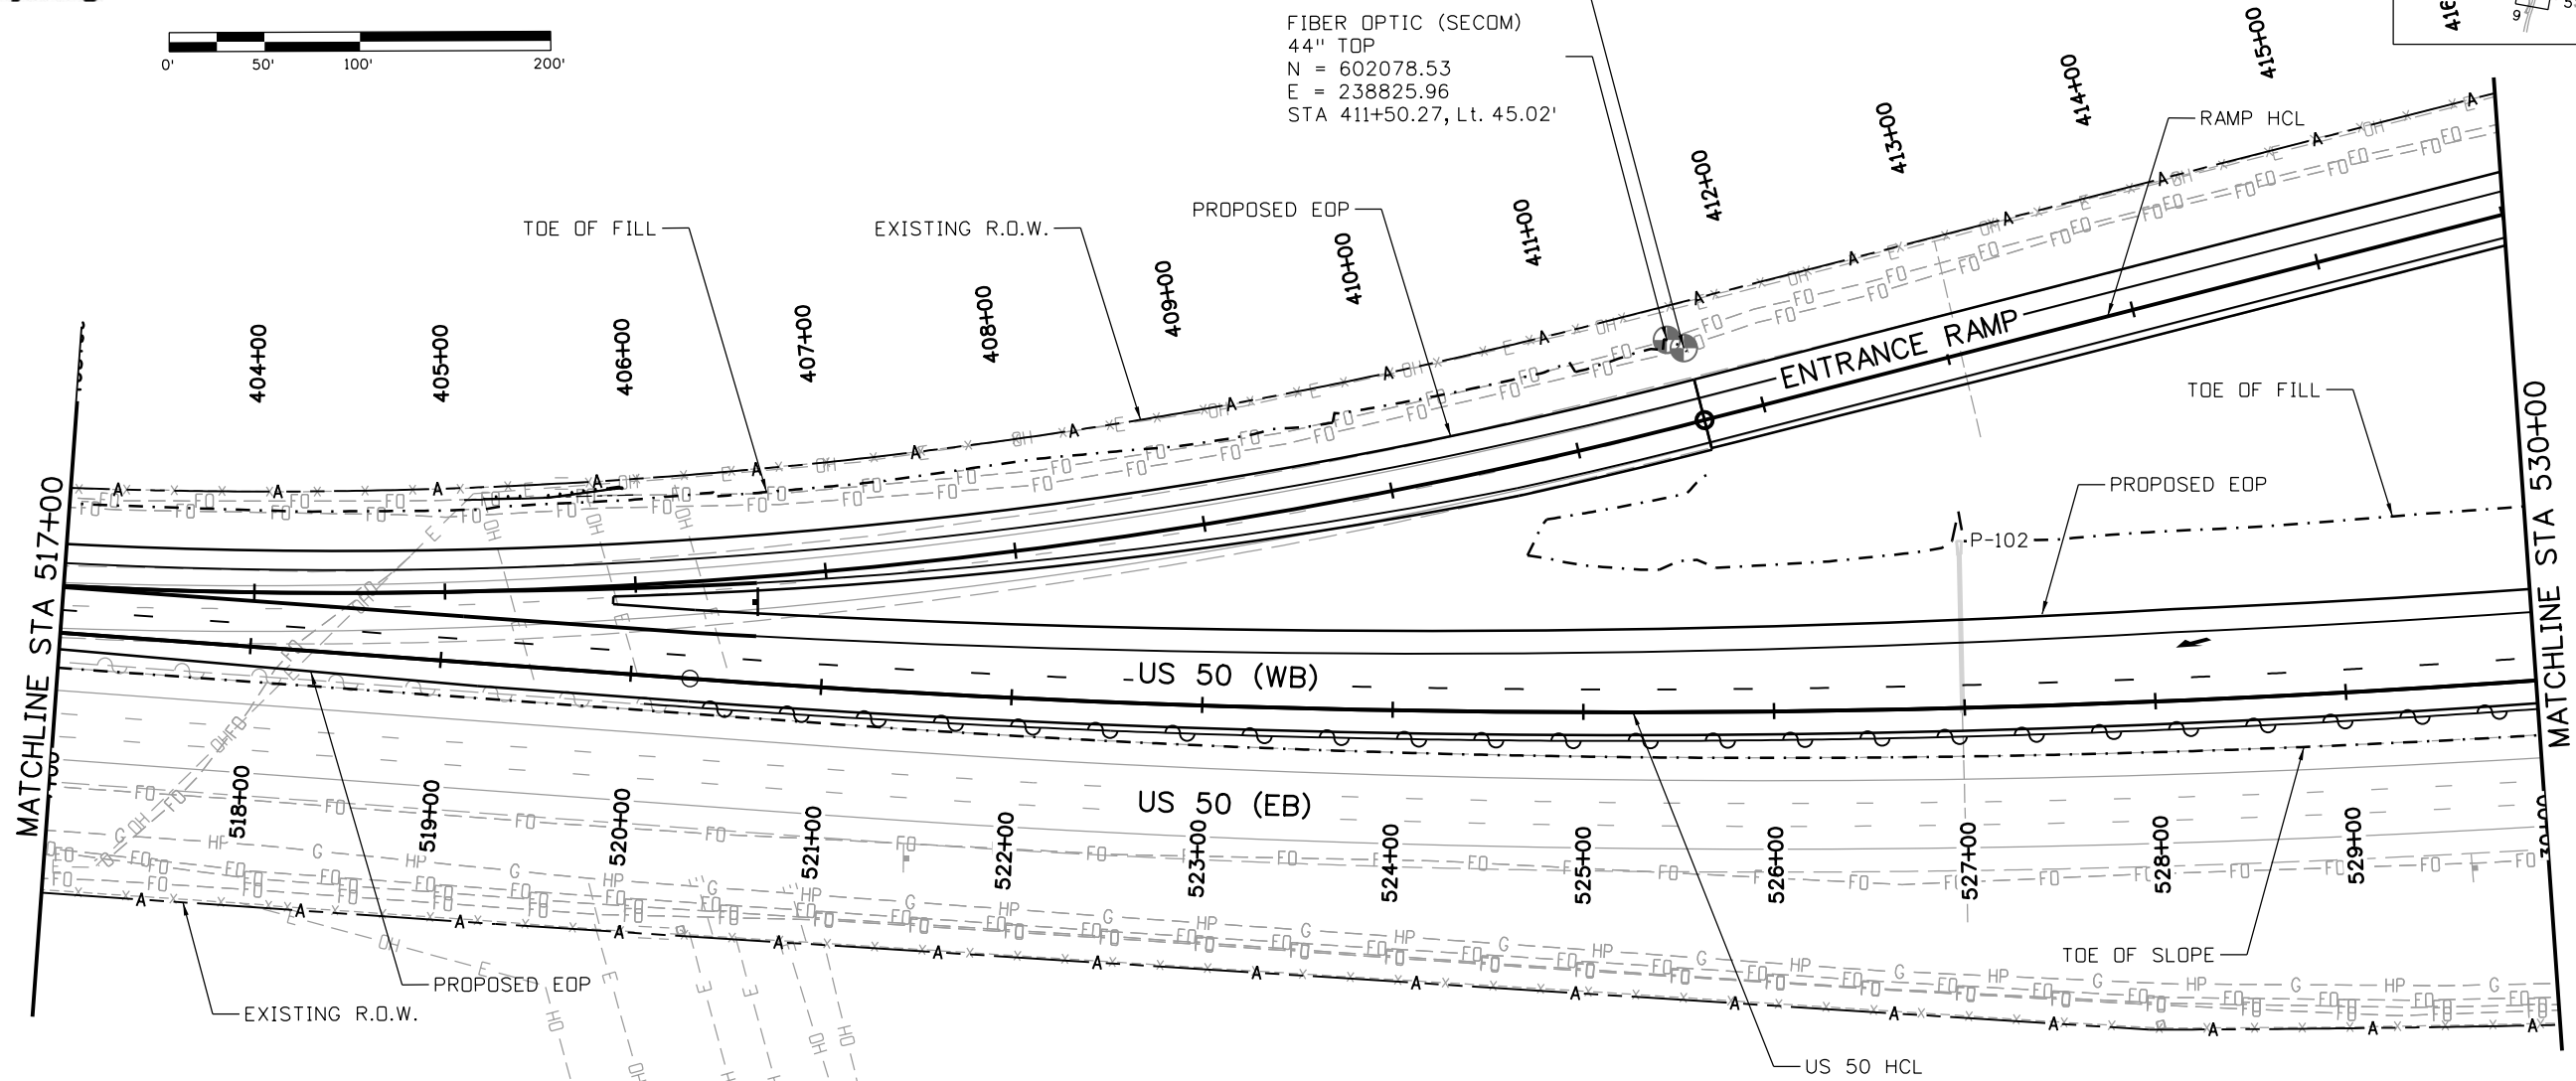 0' 50' 100' 200'
FIBER OPTIC (SECOM)
44" TOP
N = 602078.53
E = 238825.96
STA 411+50.27, Lt. 45.02'
415+00
414+00
413+00
412+00
411+00
410+00
409+00
408+00
407+00
406+00
405+00
404+00
RAMP HCL
TOE OF FILL
EXISTING R.O.W.
PROPOSED EOP
ENTRANCE RAMP
TOE OF FILL
PROPOSED EOP
P-102
MATCHLINE STA 517+00
MATCHLINE STA 530+00
US 50 (WB)
US 50 (EB)
518+00
519+00
520+00
521+00
522+00
523+00
524+00
525+00
526+00
527+00
528+00
529+00
TOE OF SLOPE
PROPOSED EOP
EXISTING R.O.W.
US 50 HCL